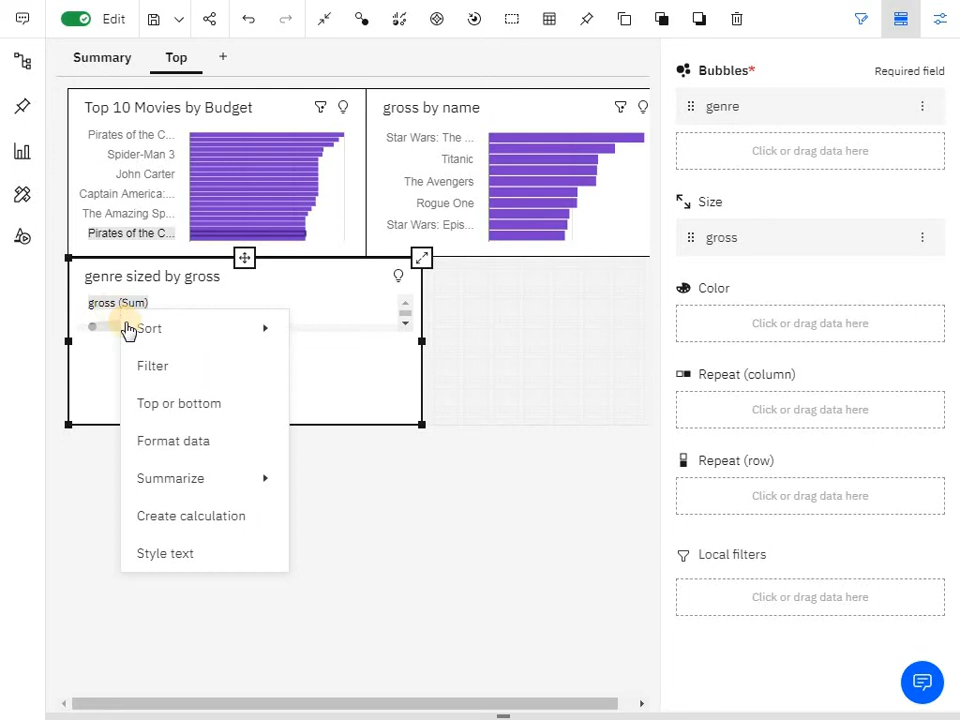 Edit
Summary
Top
+
Top 10 Movies by Budget
Pirates of the C...
Spider-Man 3
John Carter
Captain America:...
The Amazing Sp...
Pirates of the C...
gross by name
Star Wars: The ...
Titanic
The Avengers
Rogue One
Star Wars: Epis...
genre sized by gross
gross (Sum)
Sort
Filter
Top or bottom
Format data
Summarize
Create calculation
Style text
Bubbles*
Required field
genre
Click or drag data here
Size
gross
Color
Click or drag data here
Repeat (column)
Click or drag data here
Repeat (row)
Click or drag data here
Local filters
Click or drag data here